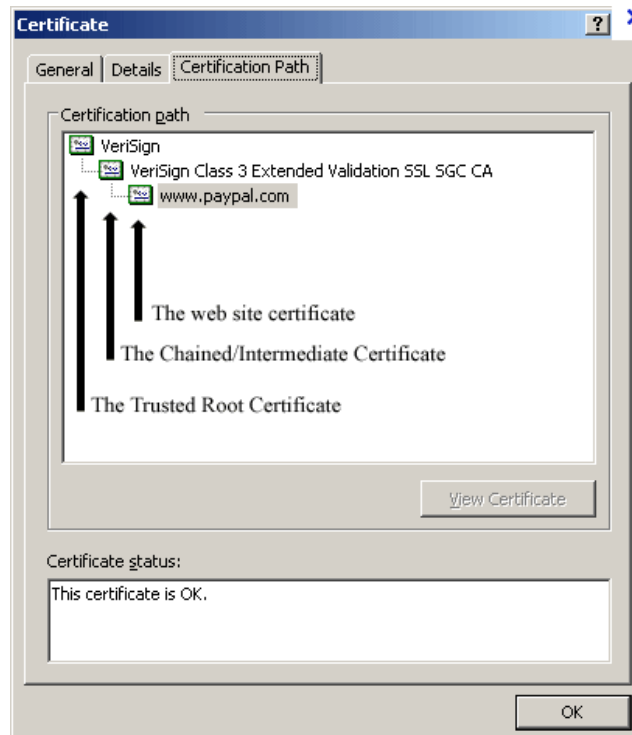 Certificate
General
Details
Certification Path
Certification path
VeriSign
VeriSign Class 3 Extended Validation SSL SGC CA
www.paypal.com
The web site certificate
The Chained/Intermediate Certificate
The Trusted Root Certificate
View Certificate
Certificate status:
This certificate is OK.
OK